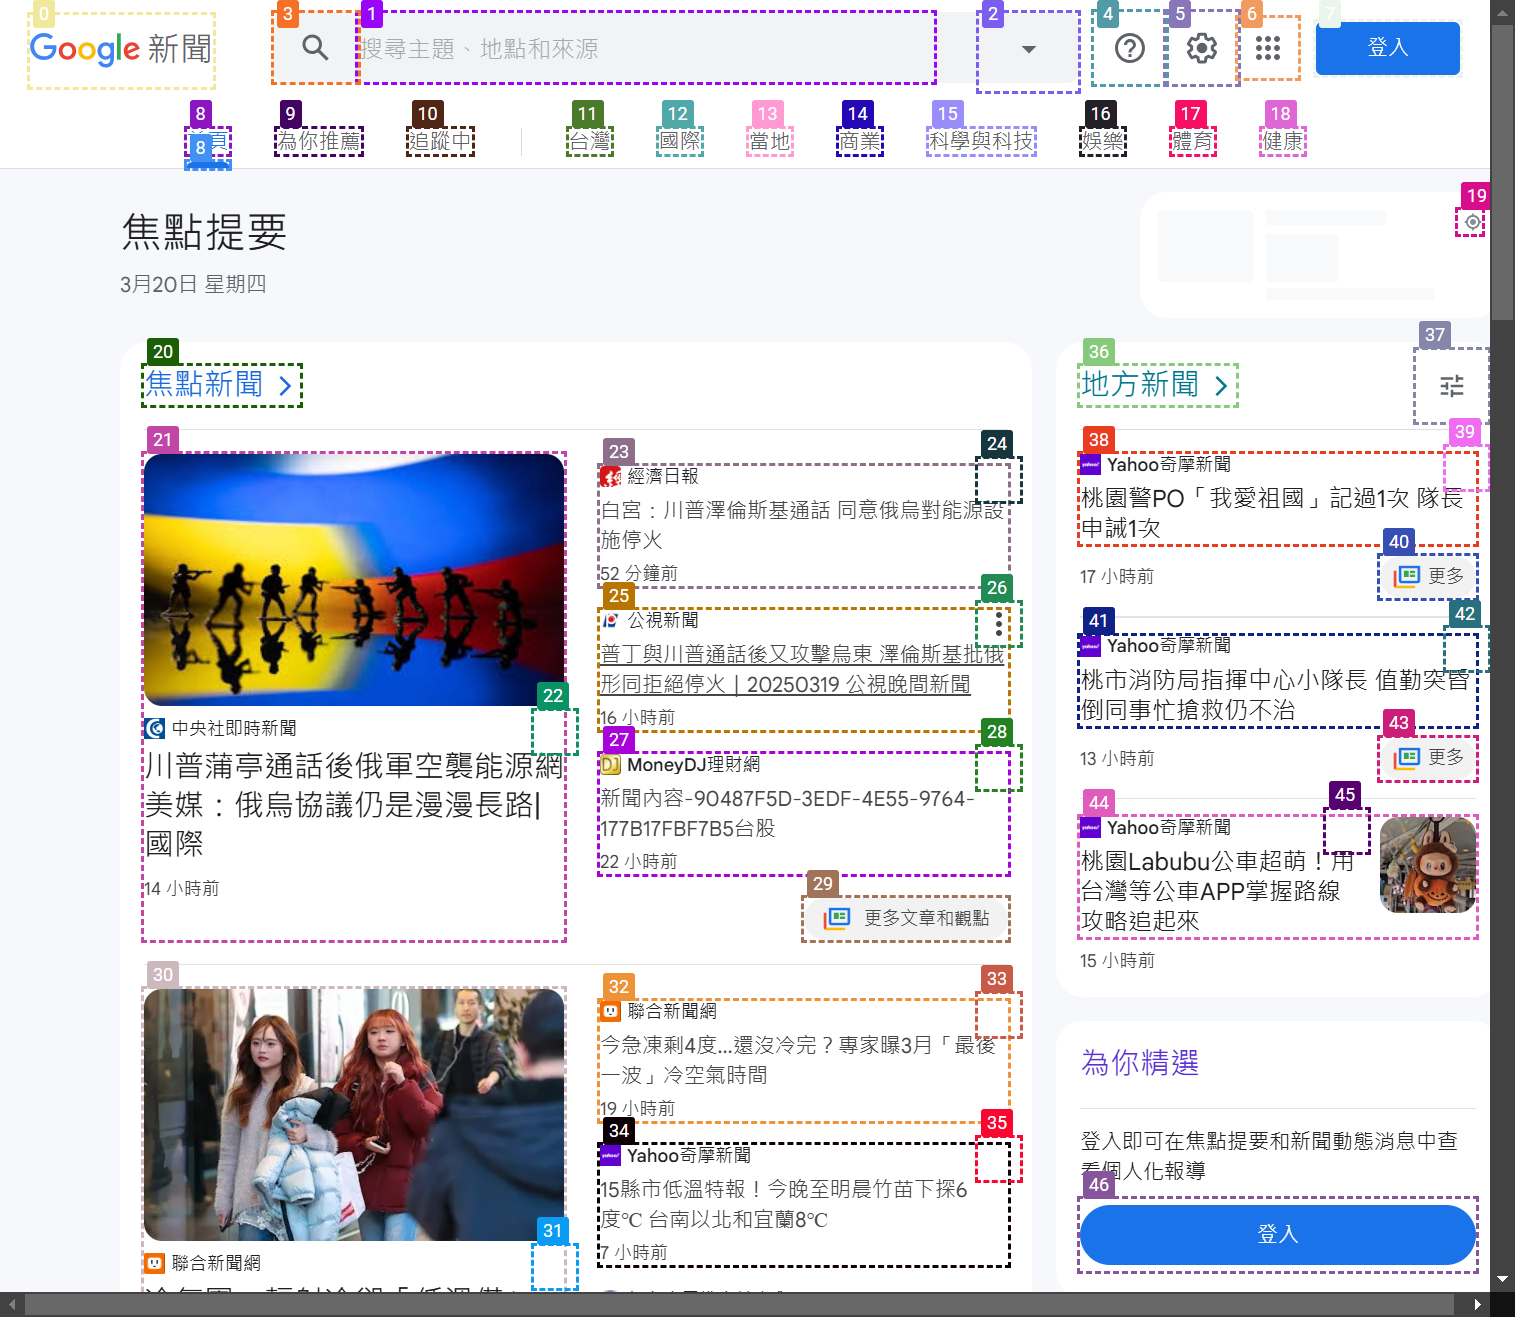 0
3
1
2
4
5
6
7
Google 新聞
搜尋主題、地點和來源
登入
8
9
10
11
12
13
14
15
16
17
18
首頁
為你推薦
追蹤中
台灣
國際
當地
商業
科學與科技
娛樂
體育
健康
8
19
焦點提要
3月20日 星期四
20
焦點新聞
36
地方新聞
37
21
22
中央社即時新聞
川普蒲亭通話後俄軍空襲能源網
美媒：俄烏協議仍是漫漫長路|
國際
14 小時前
23
24
經濟日報
白宮：川普澤倫斯基通話 同意俄烏對能源設
施停火
52 分鐘前
25
26
公視新聞
普丁與川普通話後又攻擊烏東 澤倫斯基批俄
形同拒絕停火｜20250319 公視晚間新聞
16 小時前
27
28
MoneyDJ理財網
新聞內容-90487F5D-3EDF-4E55-9764-
177B17FBF7B5台股
22 小時前
29
更多文章和觀點
38
39
Yahoo奇摩新聞
桃園警PO「我愛祖國」記過1次 隊長
申誡1次
17 小時前
40
更多
41
42
Yahoo奇摩新聞
桃市消防局指揮中心小隊長 值勤突昏
倒同事忙搶救仍不治
13 小時前
43
更多
44
45
Yahoo奇摩新聞
桃園Labubu公車超萌！用
台灣等公車APP掌握路線
攻略追起來
15 小時前
30
31
聯合新聞網
32
33
聯合新聞網
今急凍剩4度...還沒冷完？專家曝3月「最後
一波」冷空氣時間
19 小時前
34
35
Yahoo奇摩新聞
15縣市低溫特報！今晚至明晨竹苗下探6
度℃ 台南以北和宜蘭8℃
7 小時前
為你精選
登入即可在焦點提要和新聞動態消息中查
看個人化報導
46
登入